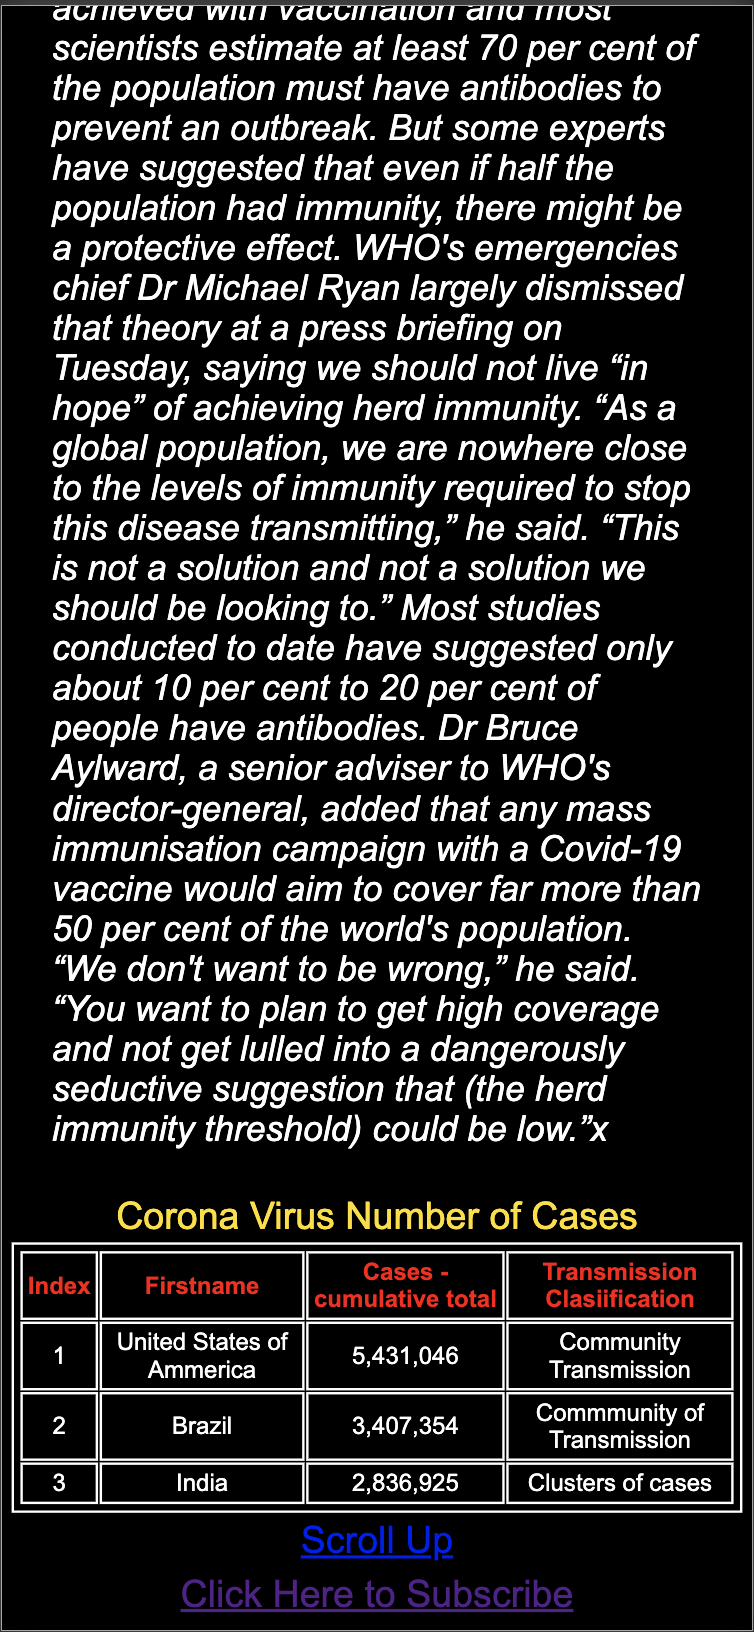 achieved with vaccination and most
scientists estimate at least 70 per cent of
the population must have antibodies to
prevent an outbreak. But some experts
have suggested that even if half the
population had immunity, there might be
a protective effect. WHO's emergencies
chief Dr Michael Ryan largely dismissed
that theory at a press briefing on
Tuesday, saying we should not live “in
hope” of achieving herd immunity. “As a
global population, we are nowhere close
to the levels of immunity required to stop
this disease transmitting,” he said. “This
is not a solution and not a solution we
should be looking to.” Most studies
conducted to date have suggested only
about 10 per cent to 20 per cent of
people have antibodies. Dr Bruce
Aylward, a senior adviser to WHO's
director-general, added that any mass
immunisation campaign with a Covid-19
vaccine would aim to cover far more than
50 per cent of the world's population.
“We don't want to be wrong,” he said.
“You want to plan to get high coverage
and not get lulled into a dangerously
seductive suggestion that (the herd
immunity threshold) could be low.”x
Corona Virus Number of Cases
Index Firstname Cases - cumulative total Transmission Clasiification
1 United States of Ammerica 5,431,046 Community Transmission
2 Brazil 3,407,354 Commmunity of Transmission
3 India 2,836,925 Clusters of cases
Scroll Up
Click Here to Subscribe